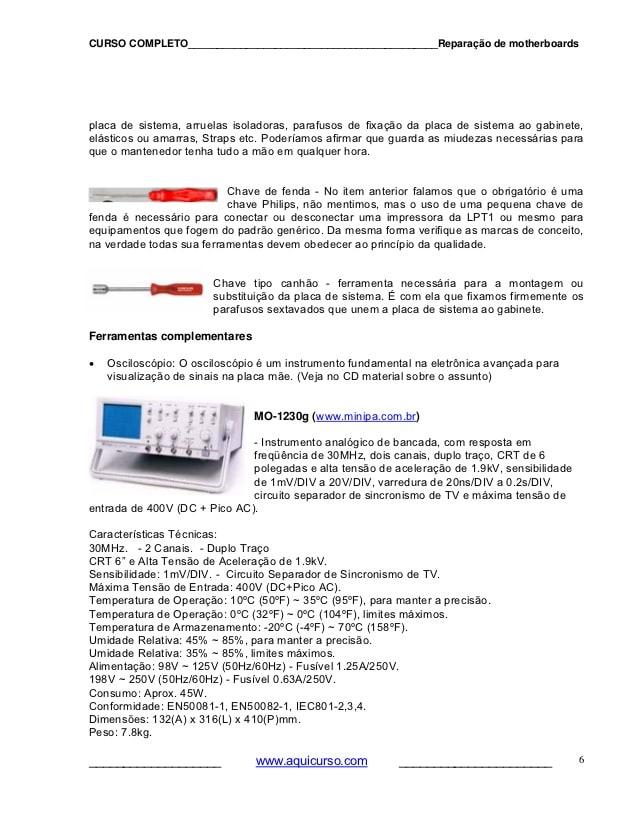 CURSO COMPLETO__________________________________________Reparação de motherboards
placa de sistema, arruelas isoladoras, parafusos de fixação da placa de sistema ao gabinete,
elásticos ou amarras, Straps etc. Poderíamos afirmar que guarda as miudezas necessárias para
que o mantenedor tenha tudo a mão em qualquer hora.
Chave de fenda - No item anterior falamos que o obrigatório é uma
chave Philips, não mentimos, mas o uso de uma pequena chave de
fenda é necessário para conectar ou desconectar uma impressora da LPT1 ou mesmo para
equipamentos que fogem do padrão genérico. Da mesma forma verifique as marcas de conceito,
na verdade todas sua ferramentas devem obedecer ao princípio da qualidade.
Chave tipo canhão - ferramenta necessária para a montagem ou
substituição da placa de sistema. É com ela que fixamos firmemente os
parafusos sextavados que unem a placa de sistema ao gabinete.
Ferramentas complementares
• Osciloscópio: O osciloscópio é um instrumento fundamental na eletrônica avançada para
visualização de sinais na placa mãe. (Veja no CD material sobre o assunto)
MO-1230g (www.minipa.com.br)
- Instrumento analógico de bancada, com resposta em
freqüência de 30MHz, dois canais, duplo traço, CRT de 6
polegadas e alta tensão de aceleração de 1.9kV, sensibilidade
de 1mV/DIV a 20V/DIV, varredura de 20ns/DIV a 0.2s/DIV,
circuito separador de sincronismo de TV e máxima tensão de
entrada de 400V (DC + Pico AC).
Características Técnicas:
30MHz. - 2 Canais. - Duplo Traço
CRT 6” e Alta Tensão de Aceleração de 1.9kV.
Sensibilidade: 1mV/DIV. - Circuito Separador de Sincronismo de TV.
Máxima Tensão de Entrada: 400V (DC+Pico AC).
Temperatura de Operação: 10ºC (50ºF) ~ 35ºC (95ºF), para manter a precisão.
Temperatura de Operação: 0ºC (32ºF) ~ 0ºC (104ºF), limites máximos.
Temperatura de Armazenamento: -20ºC (-4ºF) ~ 70ºC (158ºF).
Umidade Relativa: 45% ~ 85%, para manter a precisão.
Umidade Relativa: 35% ~ 85%, limites máximos.
Alimentação: 98V ~ 125V (50Hz/60Hz) - Fusível 1.25A/250V.
198V ~ 250V (50Hz/60Hz) - Fusível 0.63A/250V.
Consumo: Aprox. 45W.
Conformidade: EN50081-1, EN50082-1, IEC801-2,3,4.
Dimensões: 132(A) x 316(L) x 410(P)mm.
Peso: 7.8kg.
___________________ www.aquicurso.com ______________________ 6